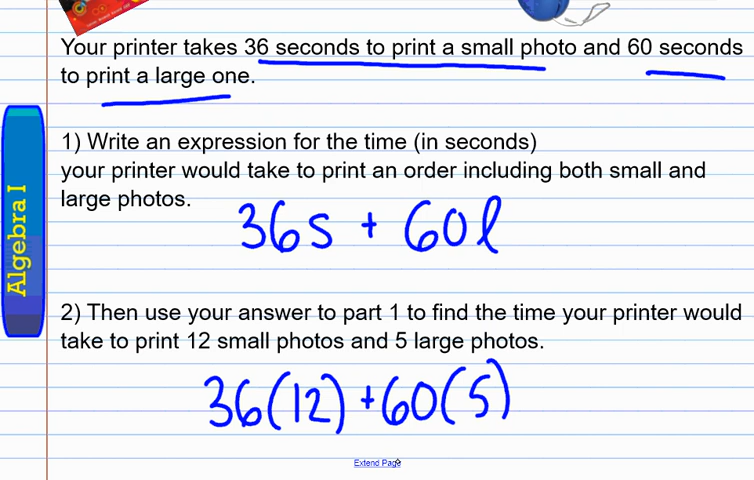 Your printer takes 36 seconds to print a small photo and 60 seconds
to print a large one.
Algebra I
1) Write an expression for the time (in seconds)
your printer would take to print an order including both small and
large photos.
36s + 60l
2) Then use your answer to part 1 to find the time your printer would
take to print 12 small photos and 5 large photos.
36(12) + 60(5)
Extend Page